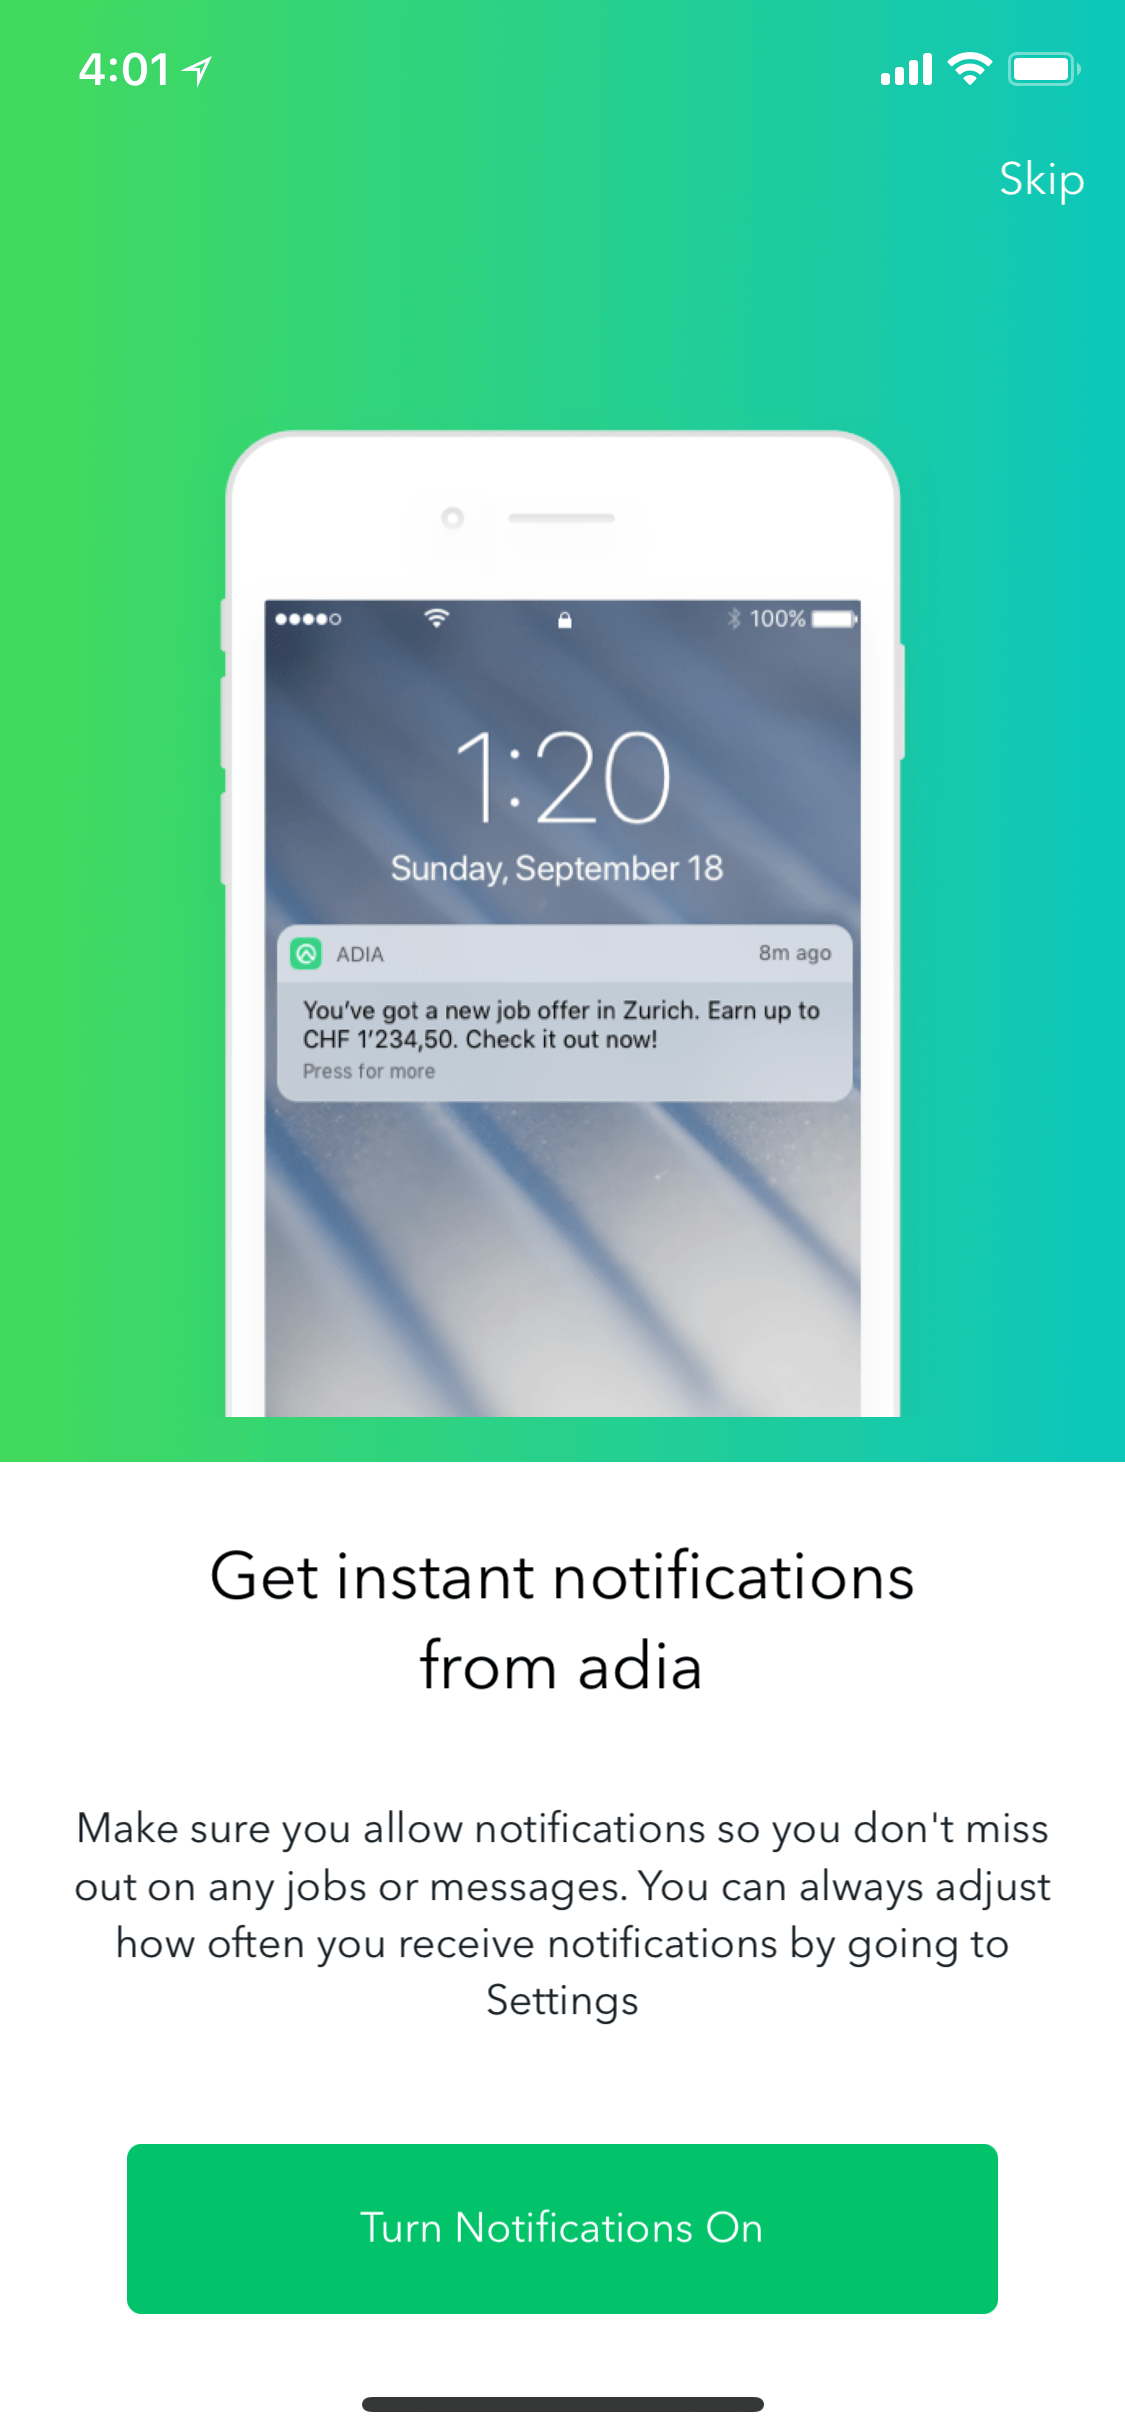 4:01
Skip
100%
1:20
Sunday, September 18
ADIA 8m ago
You've got a new job offer in Zurich. Earn up to
CHF 1'234,50. Check it out now!
Press for more
Get instant notifications
from adia
Make sure you allow notifications so you don't miss
out on any jobs or messages. You can always adjust
how often you receive notifications by going to
Settings
Turn Notifications On